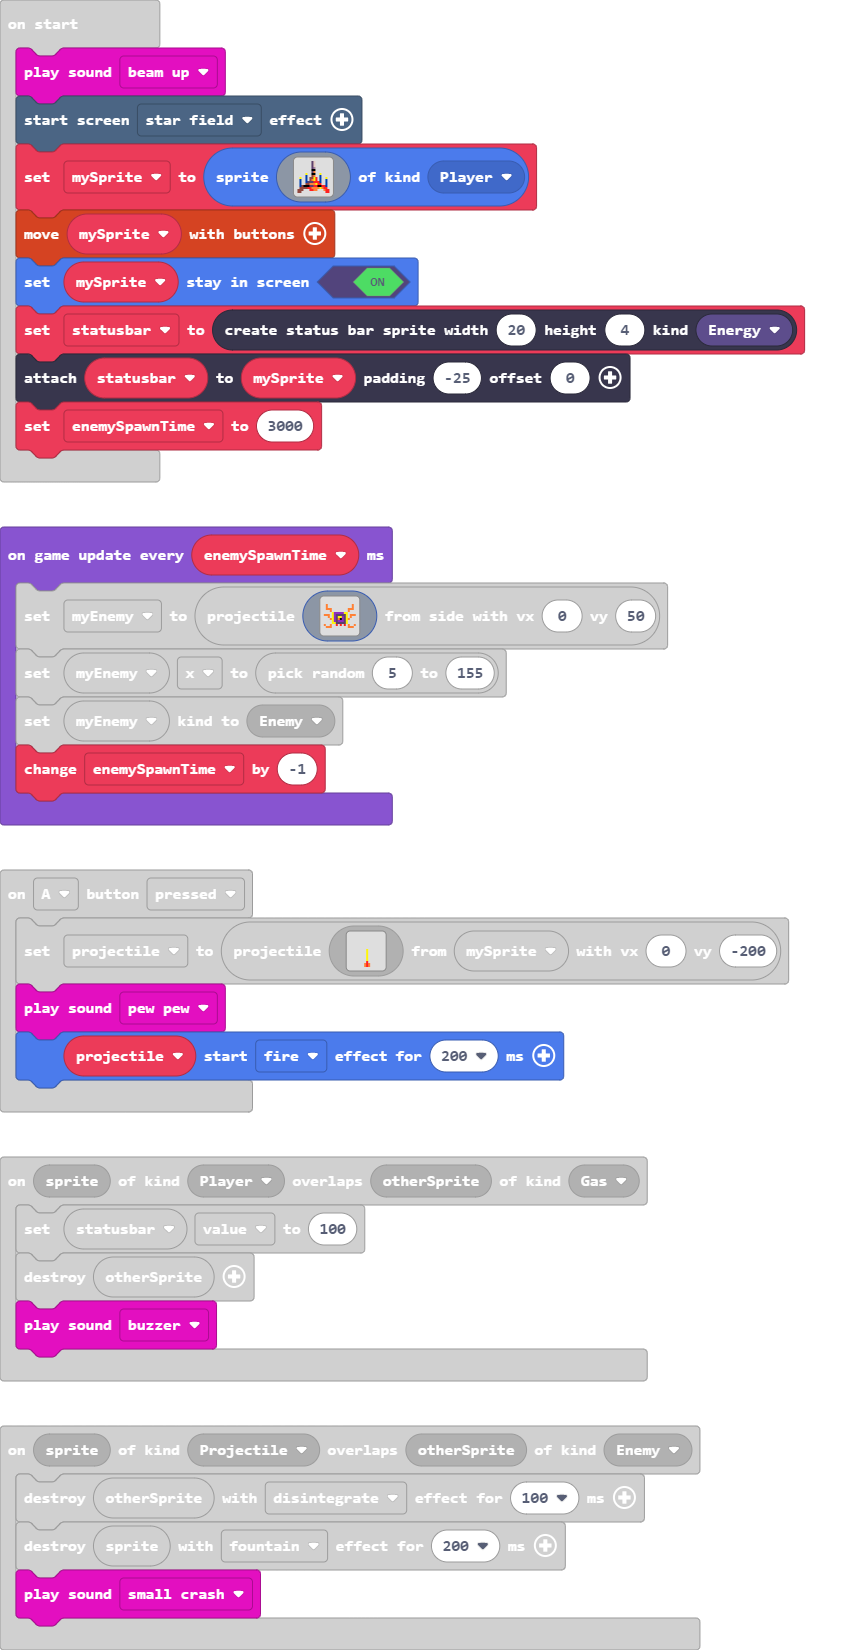 on start
play sound beam up
start screen star field effect
set mySprite to sprite of kind Player
move mySprite with buttons
set mySprite stay in screen ON
set statusbar to create status bar sprite width 20 height 4 kind Energy
attach statusbar to mySprite padding -25 offset 0
set enemySpawnTime to 3000
on game update every enemySpawnTime ms
set myEnemy to projectile from side with vx 0 vy 50
set myEnemy x to pick random 5 to 155
set myEnemy kind to Enemy
change enemySpawnTime by -1
on A button pressed
set projectile to projectile from mySprite with vx 0 vy -200
play sound pew pew
projectile start fire effect for 200 ms
on sprite of kind Player overlaps otherSprite of kind Gas
set statusbar value to 100
destroy otherSprite
play sound buzzer
on sprite of kind Projectile overlaps otherSprite of kind Enemy
destroy otherSprite with disintegrate effect for 100 ms
destroy sprite with fountain effect for 200 ms
play sound small crash